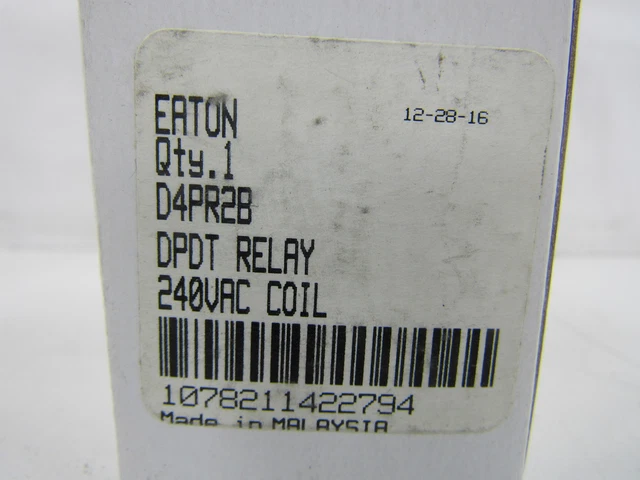 EATON 12-28-16
Qty.1
D4PR2B
DPDT RELAY
240VAC COIL
1078211422794
Made in MALAYSIA